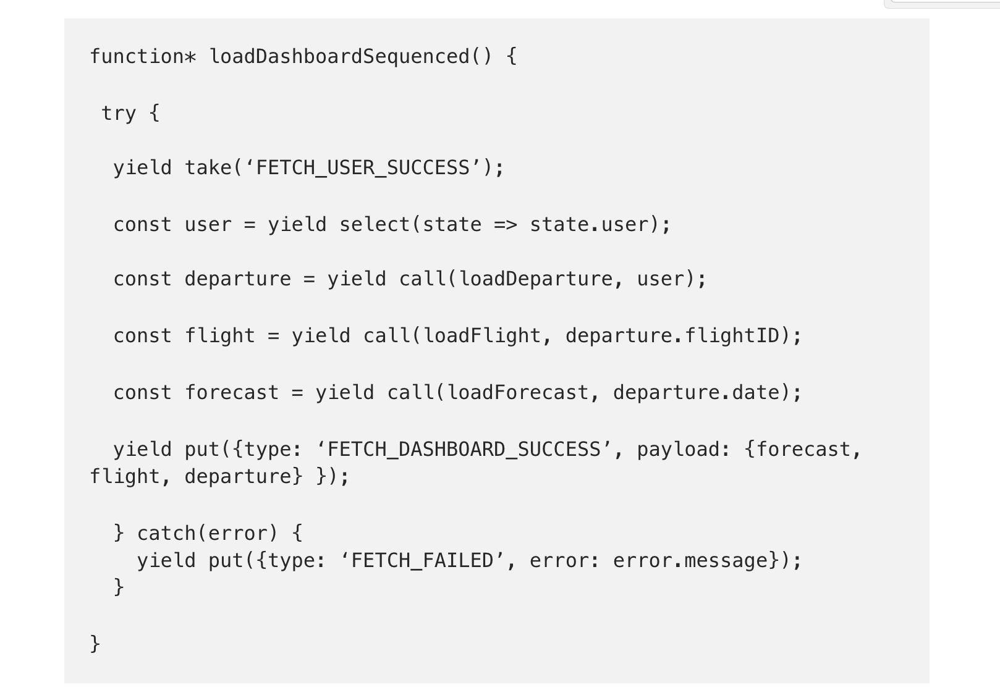 function* loadDashboardSequenced() {
try {
yield take(‘FETCH_USER_SUCCESS’);
const user = yield select(state => state.user);
const departure = yield call(loadDeparture, user);
const flight = yield call(loadFlight, departure.flightID);
const forecast = yield call(loadForecast, departure.date);
yield put({type: ‘FETCH_DASHBOARD_SUCCESS’, payload: {forecast,
flight, departure} });
} catch(error) {
yield put({type: ‘FETCH_FAILED’, error: error.message});
}
}